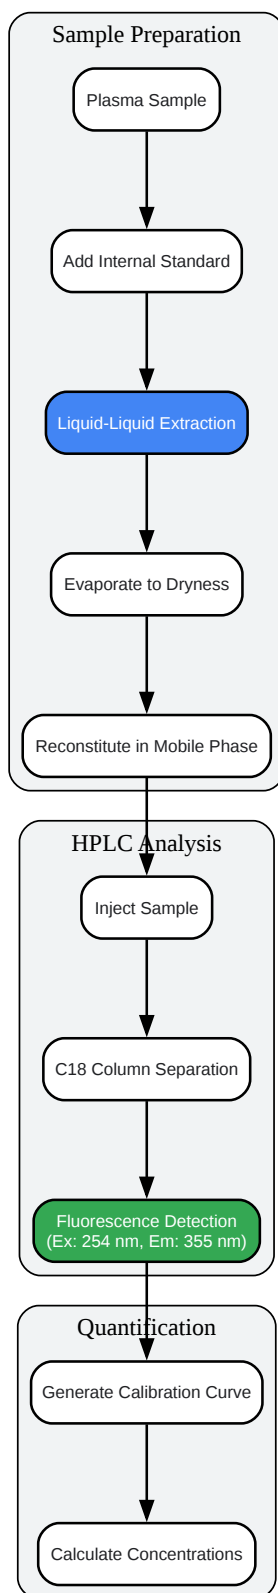 Sample Preparation
Plasma Sample
Add Internal Standard
Liquid-Liquid Extraction
Evaporate to Dryness
Reconstitute in Mobile Phase
HPLC Analysis
Inject Sample
C18 Column Separation
Fluorescence Detection
(Ex: 254 nm, Em: 355 nm)
Quantification
Generate Calibration Curve
Calculate Concentrations